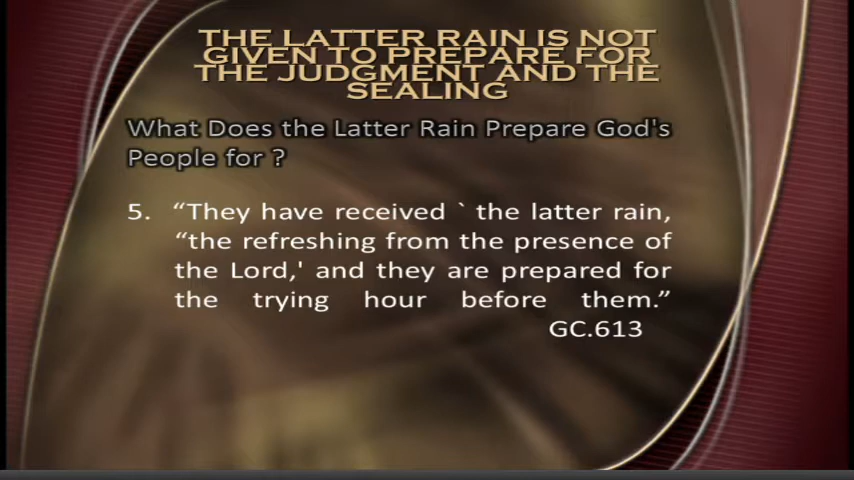 THE LATTER RAIN IS NOT
GIVEN TO PREPARE FOR
THE JUDGMENT AND THE
SEALING
What Does the Latter Rain Prepare God's
People for ?
5. “They have received ` the latter rain,
“the refreshing from the presence of
the Lord,' and they are prepared for
the trying hour before them.”
GC.613